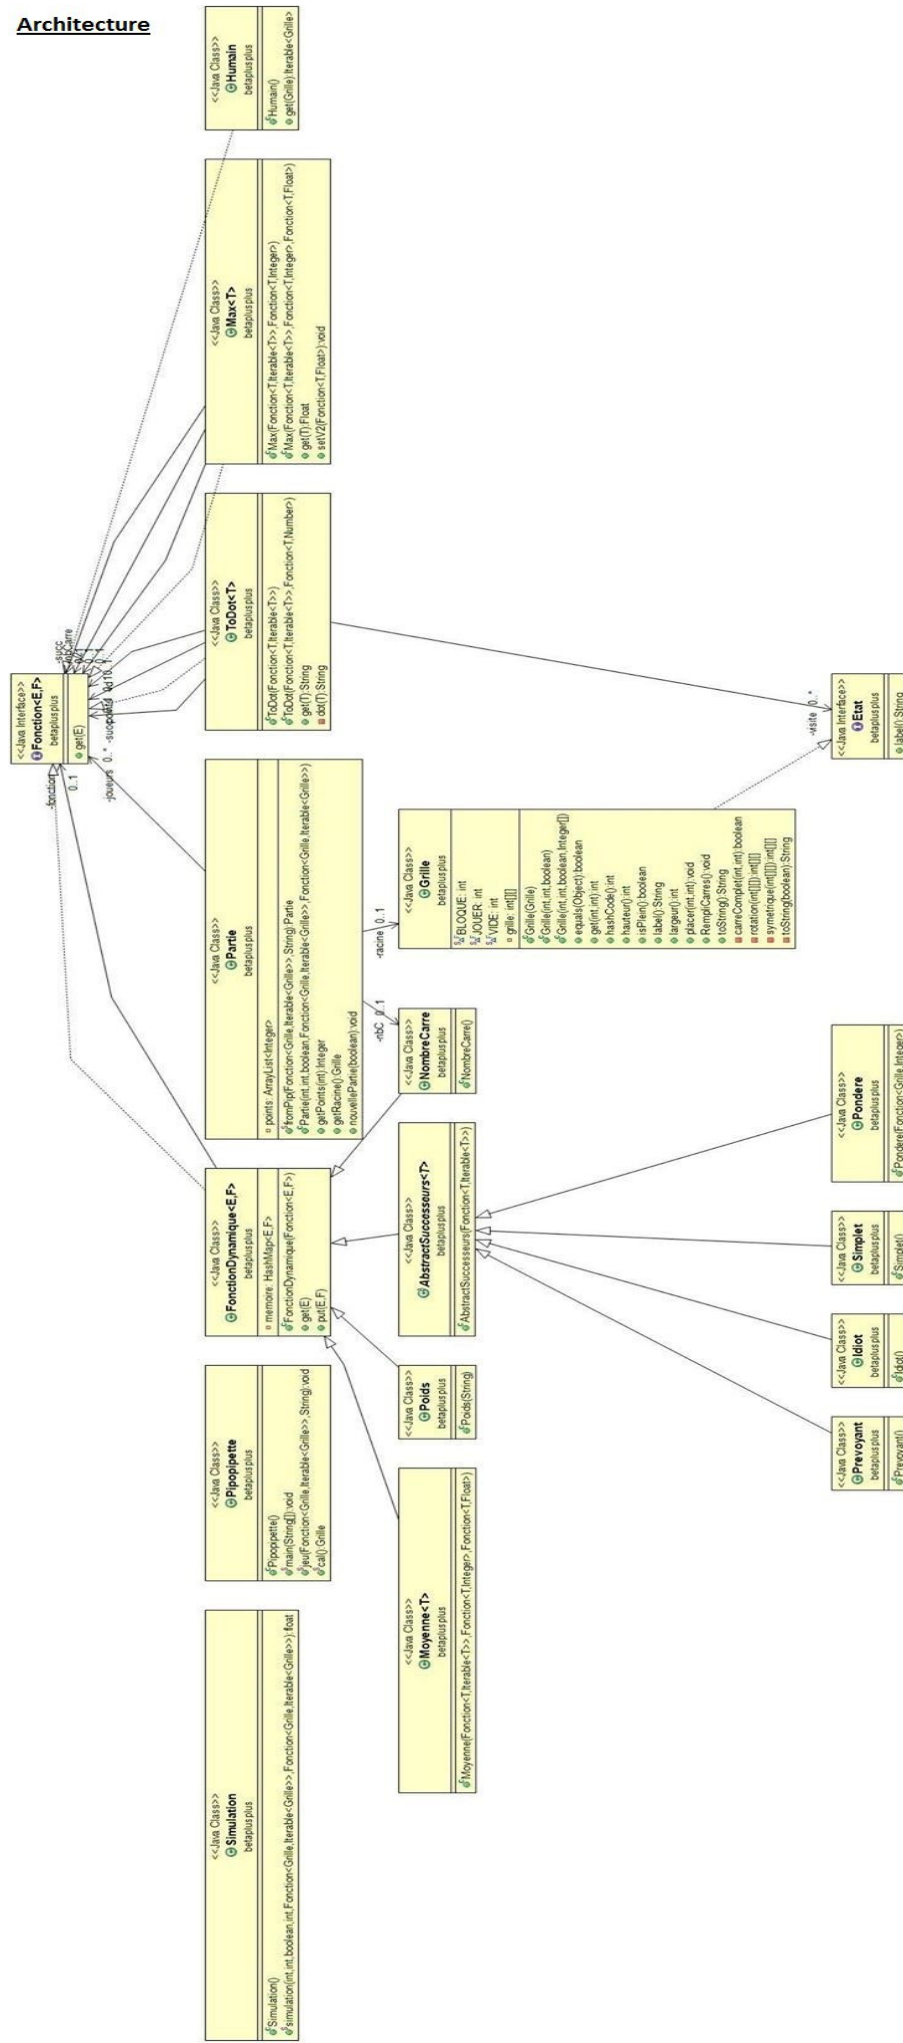 Architecture
<<Java Interface>>
Fonction<E,F>
betaplusplus
get(E)
-fonction
0..1
-joueurs 0..*
-succ
<<Java Class>>
Humain
betaplusplus
Humain()
get(Grille):Iterable<Grille>
<<Java Class>>
Max<T>
betaplusplus
Max(Fonction<T,Iterable<T>>,Fonction<T,Integer>)
Max(Fonction<T,Iterable<T>>,Fonction<T,Integer>,Fonction<T,Float>)
get(T):Float
setV2(Fonction<T,Float>):void
<<Java Class>>
ToDot<T>
betaplusplus
ToDot(Fonction<T,Iterable<T>>)
ToDot(Fonction<T,Iterable<T>>,Fonction<T,Number>)
get(T):String
dot(T):String
<<Java Class>>
Partie
betaplusplus
points: ArrayList<Integer>
fromPip(Fonction<Grille,Iterable<Grille>>,String):Partie
Partie(int,int,boolean,Fonction<Grille,Iterable<Grille>>,Fonction<Grille,Iterable<Grille>>)
getPoints(int):Integer
getRacine():Grille
nouvellePartie(boolean):void
<<Java Class>>
FonctionDynamique<E,F>
betaplusplus
memoire: HashMap<E,F>
FonctionDynamique(Fonction<E,F>)
get(E)
put(E,F)
<<Java Class>>
Pipopipette
betaplusplus
Pipopipette()
main(String[]):void
jeu(Fonction<Grille,Iterable<Grille>>,String):void
cal():Grille
<<Java Class>>
Simulation
betaplusplus
Simulation()
simulation(int,int,boolean,int,Fonction<Grille,Iterable<Grille>>,Fonction<Grille,Iterable<Grille>>):float
-racine 0..1
-nbC 0..1
<<Java Class>>
Grille
betaplusplus
BLOQUE: int
JOUER: int
VIDE: int
grille: int[][]
Grille(Grille)
Grille(int,int,boolean)
Grille(int,int,boolean,Integer[])
equals(Object):boolean
get(int,int):int
hashCode():int
hauteur():int
isPlein():boolean
label():String
largeur():int
placer(int,int):void
RempliCarres():void
toString():String
carreComplet(int,int):boolean
rotation(int[][]):int[][]
symetrique(int[][]):int[][]
toString(boolean):String
<<Java Class>>
NombreCarre
betaplusplus
NombreCarre()
<<Java Class>>
AbstractSuccesseurs<T>
betaplusplus
AbstractSuccesseurs(Fonction<T,Iterable<T>>)
<<Java Class>>
Poids
betaplusplus
Poids(String)
<<Java Class>>
Moyenne<T>
betaplusplus
Moyenne(Fonction<T,Iterable<T>>,Fonction<T,Integer>,Fonction<T,Float>)
-visite 0..*
<<Java Interface>>
Etat
betaplusplus
label():String
<<Java Class>>
Pondere
betaplusplus
Pondere(Fonction<Grille,Integer>)
<<Java Class>>
Simplet
betaplusplus
Simplet()
<<Java Class>>
Idiot
betaplusplus
Idiot()
<<Java Class>>
Prevoyant
betaplusplus
Prevoyant()